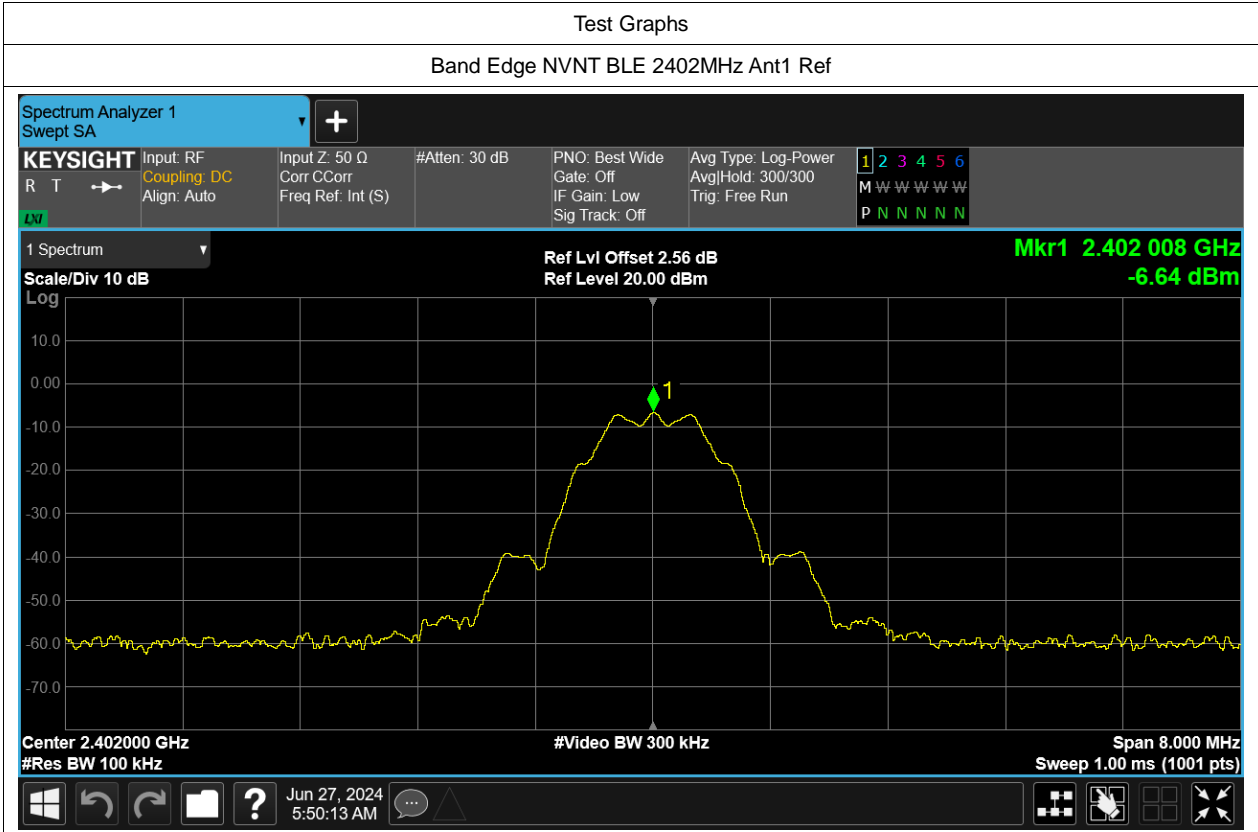 Test Graphs
Band Edge NVNT BLE 2402MHz Ant1 Ref
Spectrum Analyzer 1
Swept SA
KEYSIGHT
R T
LXI
Input: RF
Coupling: DC
Align: Auto
Input Z: 50 Ω
Corr CCorr
Freq Ref: Int (S)
#Atten: 30 dB
PNO: Best Wide
Gate: Off
IF Gain: Low
Sig Track: Off
Avg Type: Log-Power
Avg|Hold: 300/300
Trig: Free Run
1 2 3 4 5 6
M W W W W W
P N N N N N
1 Spectrum
Scale/Div 10 dB
Ref Lvl Offset 2.56 dB
Ref Level 20.00 dBm
Mkr1 2.402 008 GHz
-6.64 dBm
Log
10.0
0.00
-10.0
-20.0
-30.0
-40.0
-50.0
-60.0
-70.0
1
Center 2.402000 GHz
#Res BW 100 kHz
#Video BW 300 kHz
Span 8.000 MHz
Sweep 1.00 ms (1001 pts)
Jun 27, 2024
5:50:13 AM